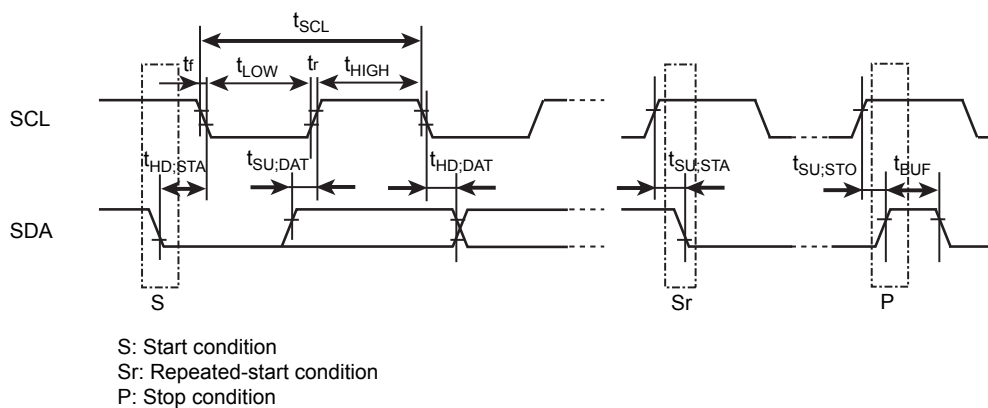 tSCL
tf tLOW tr tHIGH
SCL
tHD;STA tSU;DAT tHD;DAT tSU;STA tSU;STO tBUF
SDA
S Sr P
S: Start condition
Sr: Repeated-start condition
P: Stop condition